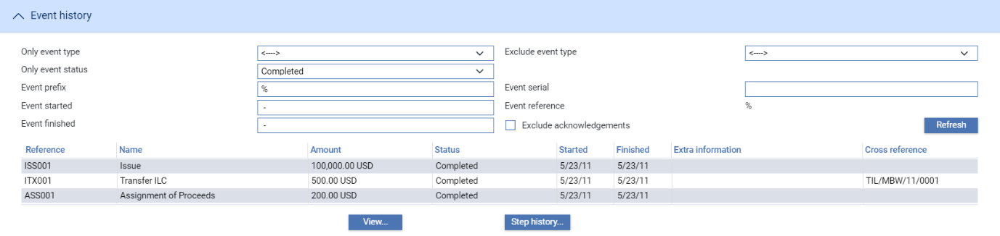 Event history
Only event type <----> Exclude event type <---->
Only event status Completed
Event prefix % Event serial
Event started - Event reference %
Event finished - Exclude acknowledgements Refresh
Reference Name Amount Status Started Finished Extra information Cross reference
ISS001 Issue 100,000.00 USD Completed 5/23/11 5/23/11
ITX001 Transfer ILC 500.00 USD Completed 5/23/11 5/23/11 TIL/MBW/11/0001
ASS001 Assignment of Proceeds 200.00 USD Completed 5/23/11 5/23/11
View... Step history...